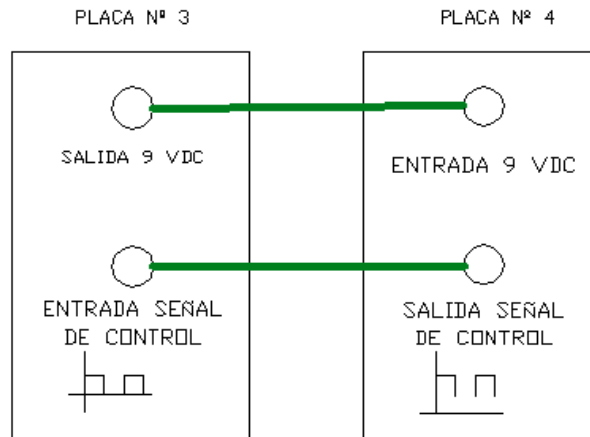 PLACA Nº 3
PLACA Nº 4
SALIDA 9 VDC
ENTRADA 9 VDC
ENTRADA SEÑAL
DE CONTROL
SALIDA SEÑAL
DE CONTROL